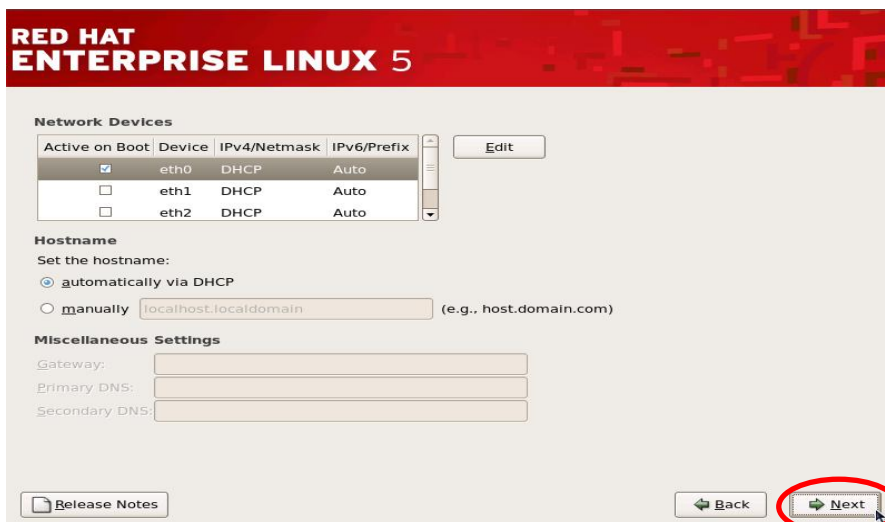 RED HAT
ENTERPRISE LINUX 5
Network Devices
Active on Boot Device IPv4/Netmask IPv6/Prefix
Edit
eth0 DHCP Auto
eth1 DHCP Auto
eth2 DHCP Auto
Hostname
Set the hostname:
automatically via DHCP
manually localhost.localdomain (e.g., host.domain.com)
Miscellaneous Settings
Gateway:
Primary DNS:
Secondary DNS:
Release Notes Back Next